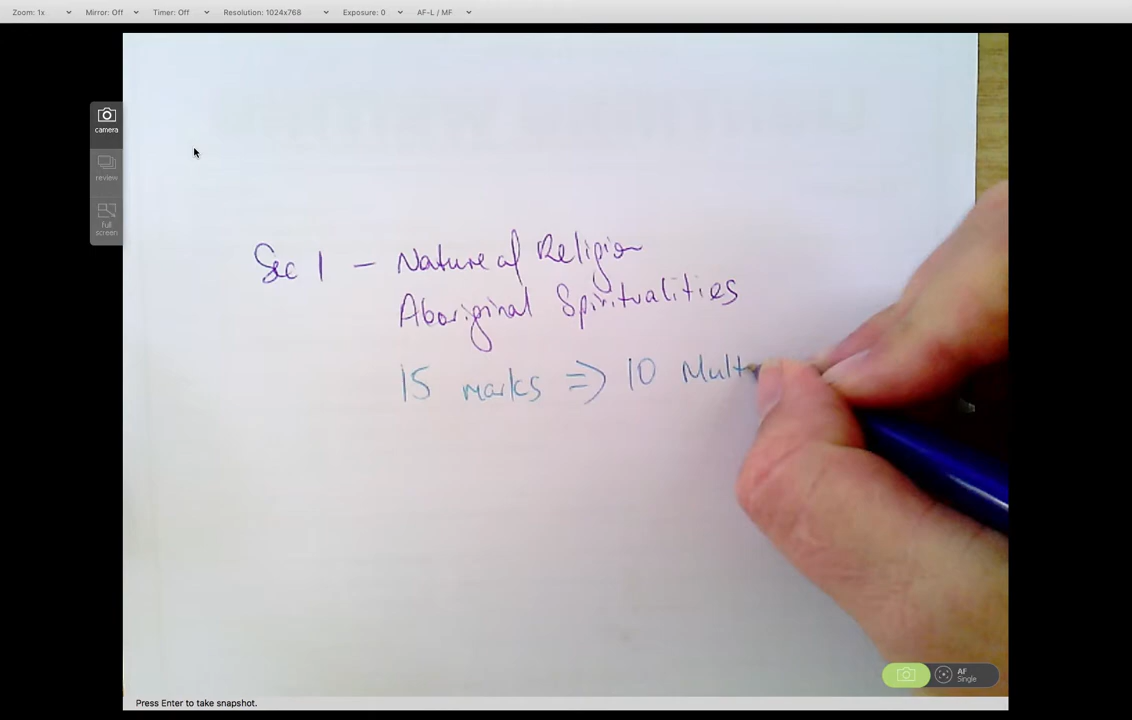 Zoom: 1x Mirror: Off Timer: Off Resolution: 1024x768 Exposure: 0 AF-L / MF
camera
review
full
screen
Sec 1 - Nature of Religion
Aboriginal Spiritualities
15 marks => 10 Mult
AF
Single
Press Enter to take snapshot.